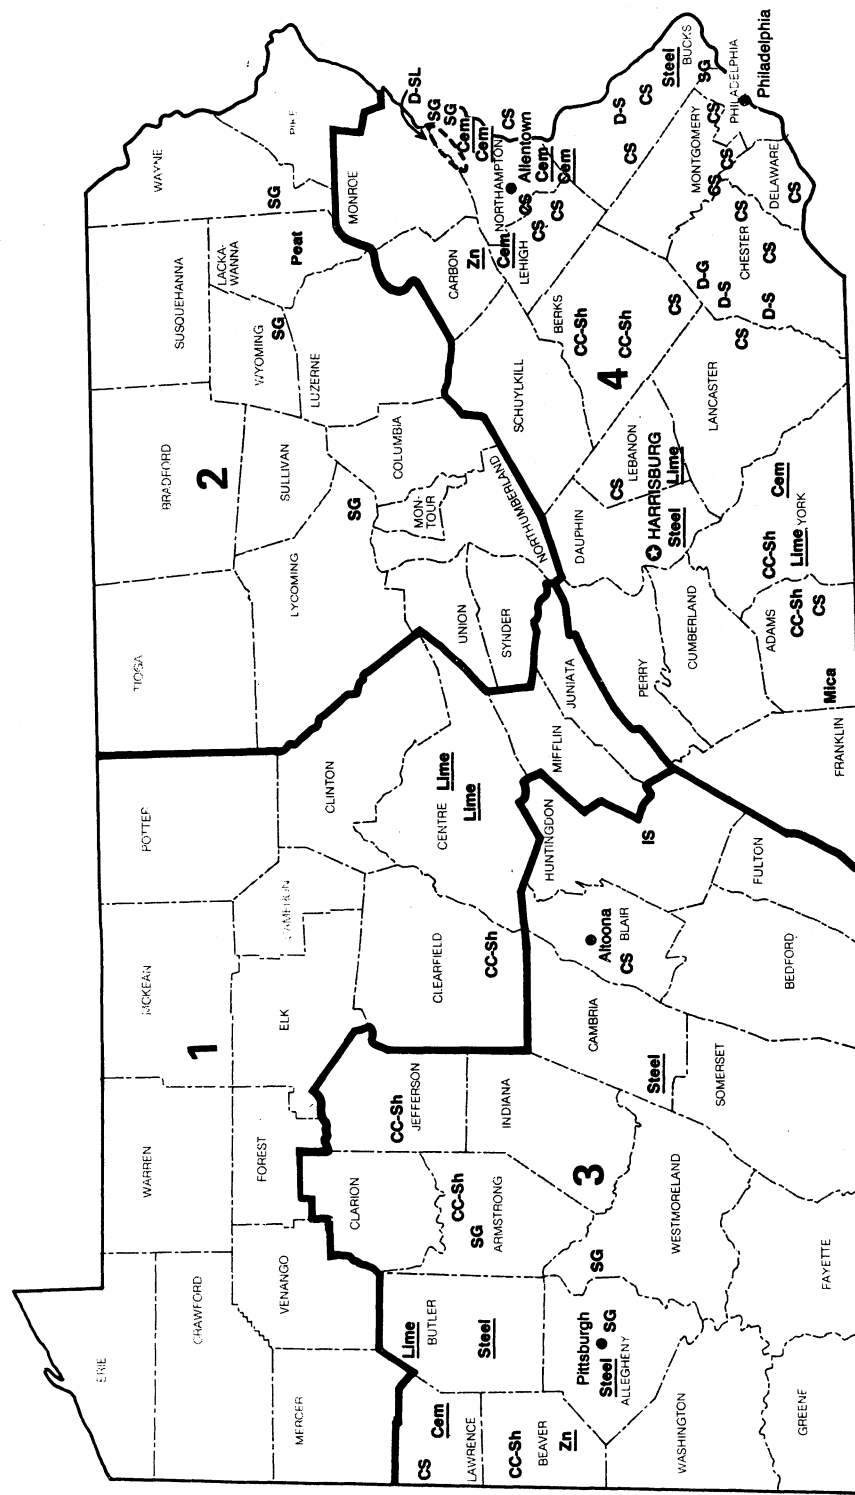 ERIE
CRAWFORD
MERCER
VENANGO
WARREN
FOREST
MCKEAN
ELK
CAMERON
POTTER
CLINTON
CLEARFIELD
CC-Sh
CENTRE
Lime
Lime
1
TIOGA
BRADFORD
SUSQUEHANNA
WAYNE
PIKE
SG
LACKA-
WANNA
Peat
WYOMING
SG
LUZERNE
SULLIVAN
2
LYCOMING
SG
COLUMBIA
MON-
TOUR
NORTHUMBERLAND
UNION
SYNDER
JUNIATA
MIFFLIN
CLARION
JEFFERSON
CC-Sh
INDIANA
ARMSTRONG
CC-Sh
SG
BUTLER
Lime
Steel
LAWRENCE
CS
Cem
BEAVER
CC-Sh
Zn
Pittsburgh
Steel
SG
ALLEGHENY
WASHINGTON
GREENE
FAYETTE
WESTMORELAND
SG
3
SOMERSET
Steel
CAMBRIA
Altoona
BLAIR
CS
BEDFORD
HUNTINGDON
IS
FULTON
FRANKLIN
PERRY
CUMBERLAND
ADAMS
CC-Sh
CS
Mica
YORK
CC-Sh
Lime
Cem
DAUPHIN
HARRISBURG
Steel
LEBANON
CS
Lime
LANCASTER
SCHUYLKILL
4
BERKS
CC-Sh
CC-Sh
CS
CARBON
Zn
MONROE
D-SL
SG
SG
Cem
Cem
CS
NORTHAMPTON
Allentown
Cem
Cem
LEHIGH
Cem
CS
CS
CS
BUCKS
Steel
SG
D-S
CS
CS
MONTGOMERY
CS
CS
CS
PHILADELPHIA
Philadelphia
DELAWARE
CS
CHESTER
CS
CS
D-G
D-S
D-S
CS